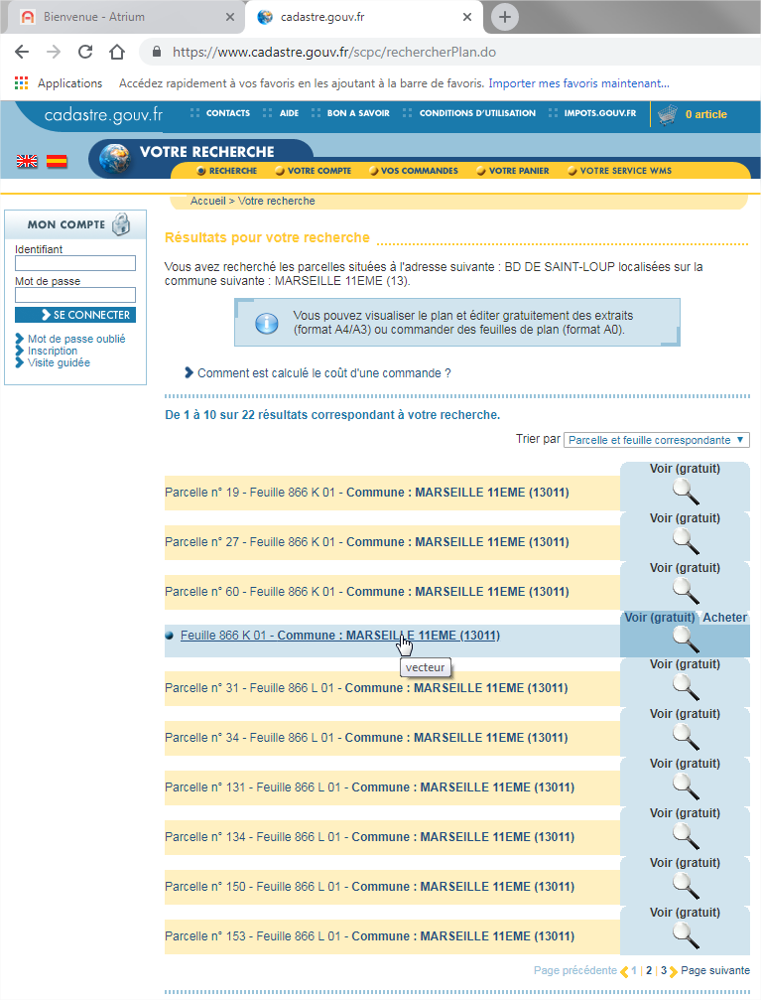 Bienvenue - Atrium
cadastre.gouv.fr
https://www.cadastre.gouv.fr/scpc/rechercherPlan.do
Applications
Accédez rapidement à vos favoris en les ajoutant à la barre de favoris. Importer mes favoris maintenant...
cadastre.gouv.fr
CONTACTS
AIDE
BON A SAVOIR
CONDITIONS D'UTILISATION
IMPOTS.GOUV.FR
0 article
VOTRE RECHERCHE
RECHERCHE
VOTRE COMPTE
VOS COMMANDES
VOTRE PANIER
VOTRE SERVICE WMS
Accueil > Votre recherche
MON COMPTE
Identifiant
Mot de passe
SE CONNECTER
Mot de passe oublié
Inscription
Visite guidée
Résultats pour votre recherche
Vous avez recherché les parcelles situées à l'adresse suivante : BD DE SAINT-LOUP localisées sur la
commune suivante : MARSEILLE 11EME (13).
Vous pouvez visualiser le plan et éditer gratuitement des extraits
(format A4/A3) ou commander des feuilles de plan (format A0).
Comment est calculé le coût d'une commande ?
De 1 à 10 sur 22 résultats correspondant à votre recherche.
Trier par Parcelle et feuille correspondante
Voir (gratuit)
Parcelle n° 19 - Feuille 866 K 01 - Commune : MARSEILLE 11EME (13011)
Voir (gratuit)
Parcelle n° 27 - Feuille 866 K 01 - Commune : MARSEILLE 11EME (13011)
Voir (gratuit)
Parcelle n° 60 - Feuille 866 K 01 - Commune : MARSEILLE 11EME (13011)
Voir (gratuit) Acheter
Feuille 866 K 01 - Commune : MARSEILLE 11EME (13011)
vecteur
Voir (gratuit)
Parcelle n° 31 - Feuille 866 L 01 - Commune : MARSEILLE 11EME (13011)
Voir (gratuit)
Parcelle n° 34 - Feuille 866 L 01 - Commune : MARSEILLE 11EME (13011)
Voir (gratuit)
Parcelle n° 131 - Feuille 866 L 01 - Commune : MARSEILLE 11EME (13011)
Voir (gratuit)
Parcelle n° 134 - Feuille 866 L 01 - Commune : MARSEILLE 11EME (13011)
Voir (gratuit)
Parcelle n° 150 - Feuille 866 L 01 - Commune : MARSEILLE 11EME (13011)
Voir (gratuit)
Parcelle n° 153 - Feuille 866 L 01 - Commune : MARSEILLE 11EME (13011)
Page précédente 1 | 2 | 3 Page suivante